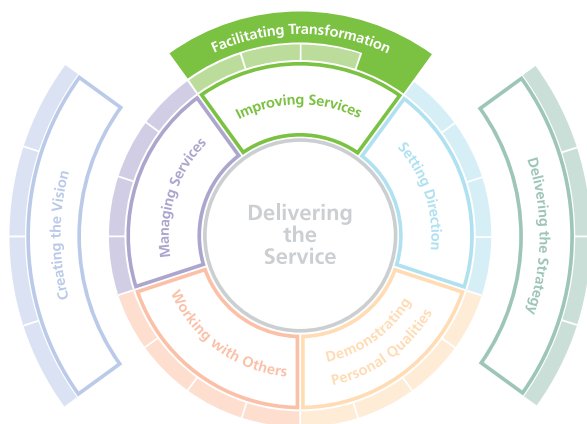 Facilitating Transformation
Improving Services
Managing Services
Setting Direction
Creating the Vision
Delivering
the
Service
Delivering the Strategy
Working with Others
Demonstrating
Personal Qualities